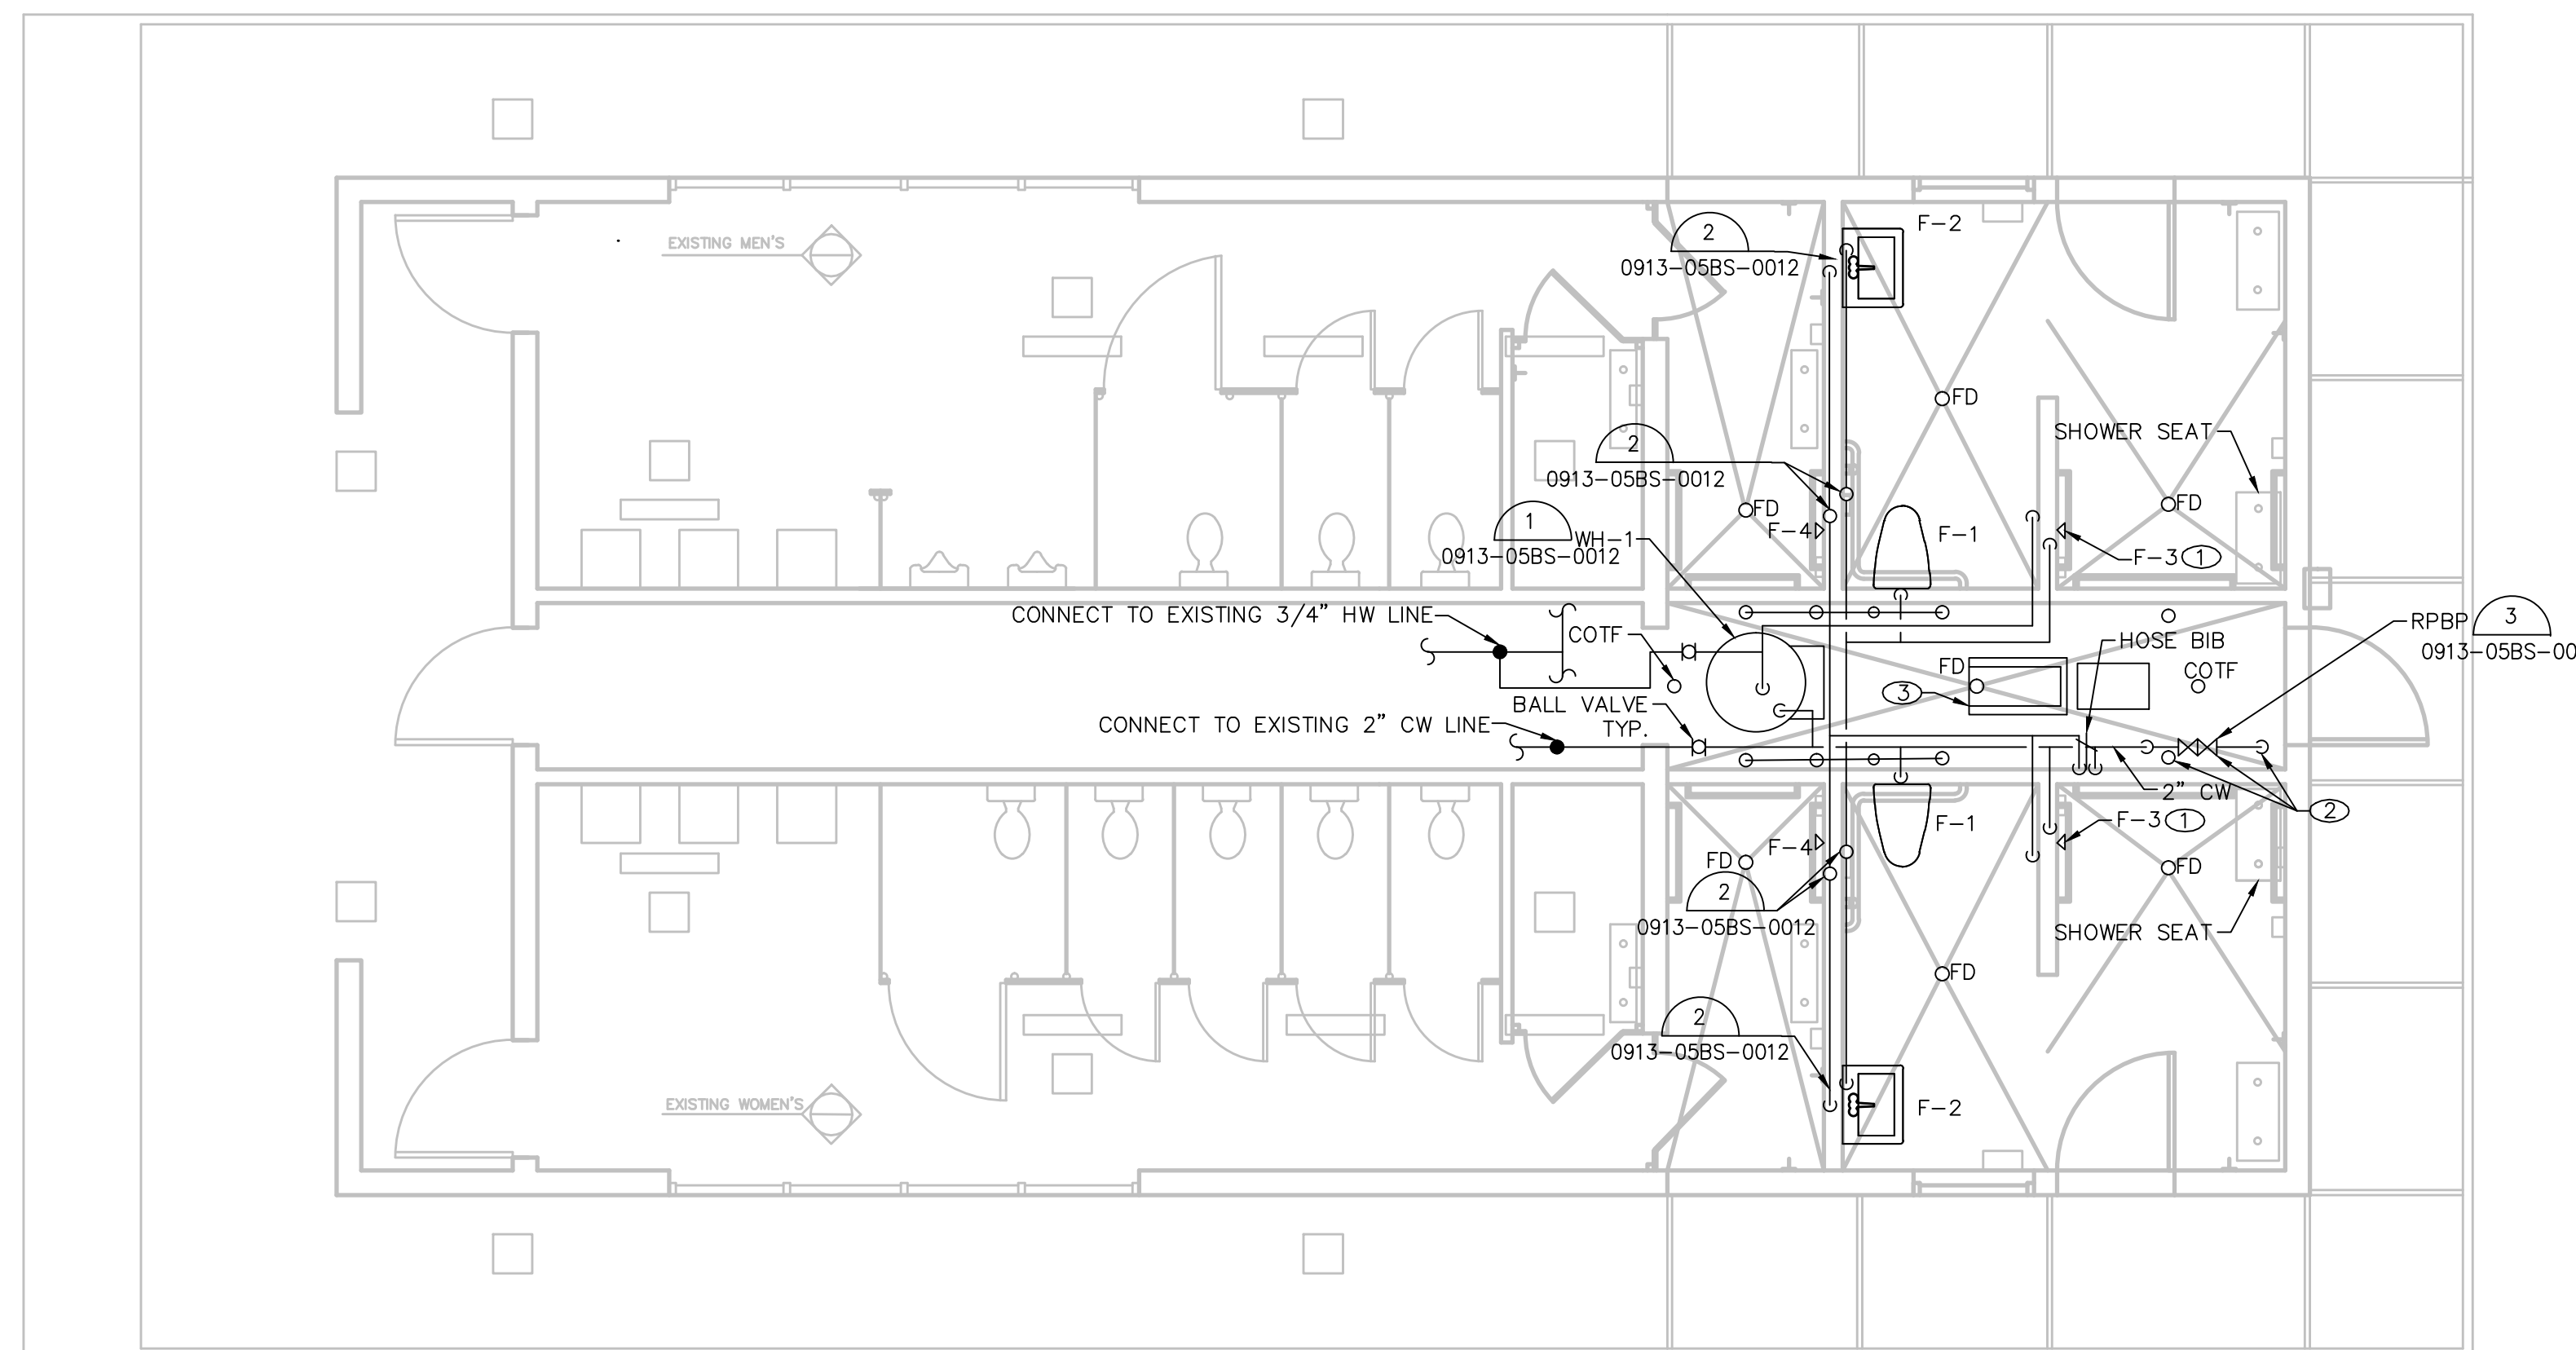 F-2
2
0913-05BS-0012
EXISTING MEN'S
FD
SHOWER SEAT
2
0913-05BS-0012
FD
FD
1
F-4
F-1
WH-1
0913-05BS-0012
F-3 1
CONNECT TO EXISTING 3/4" HW LINE
COTF
RPBP
3
HOSE BIB
0913-05BS-00
FD
COTF
3
BALL VALVE
TYP.
CONNECT TO EXISTING 2" CW LINE
2" CW
2
F-3 1
F-1
F-4
FD
FD
2
0913-05BS-0012
SHOWER SEAT
FD
2
0913-05BS-0012
EXISTING WOMEN'S
F-2